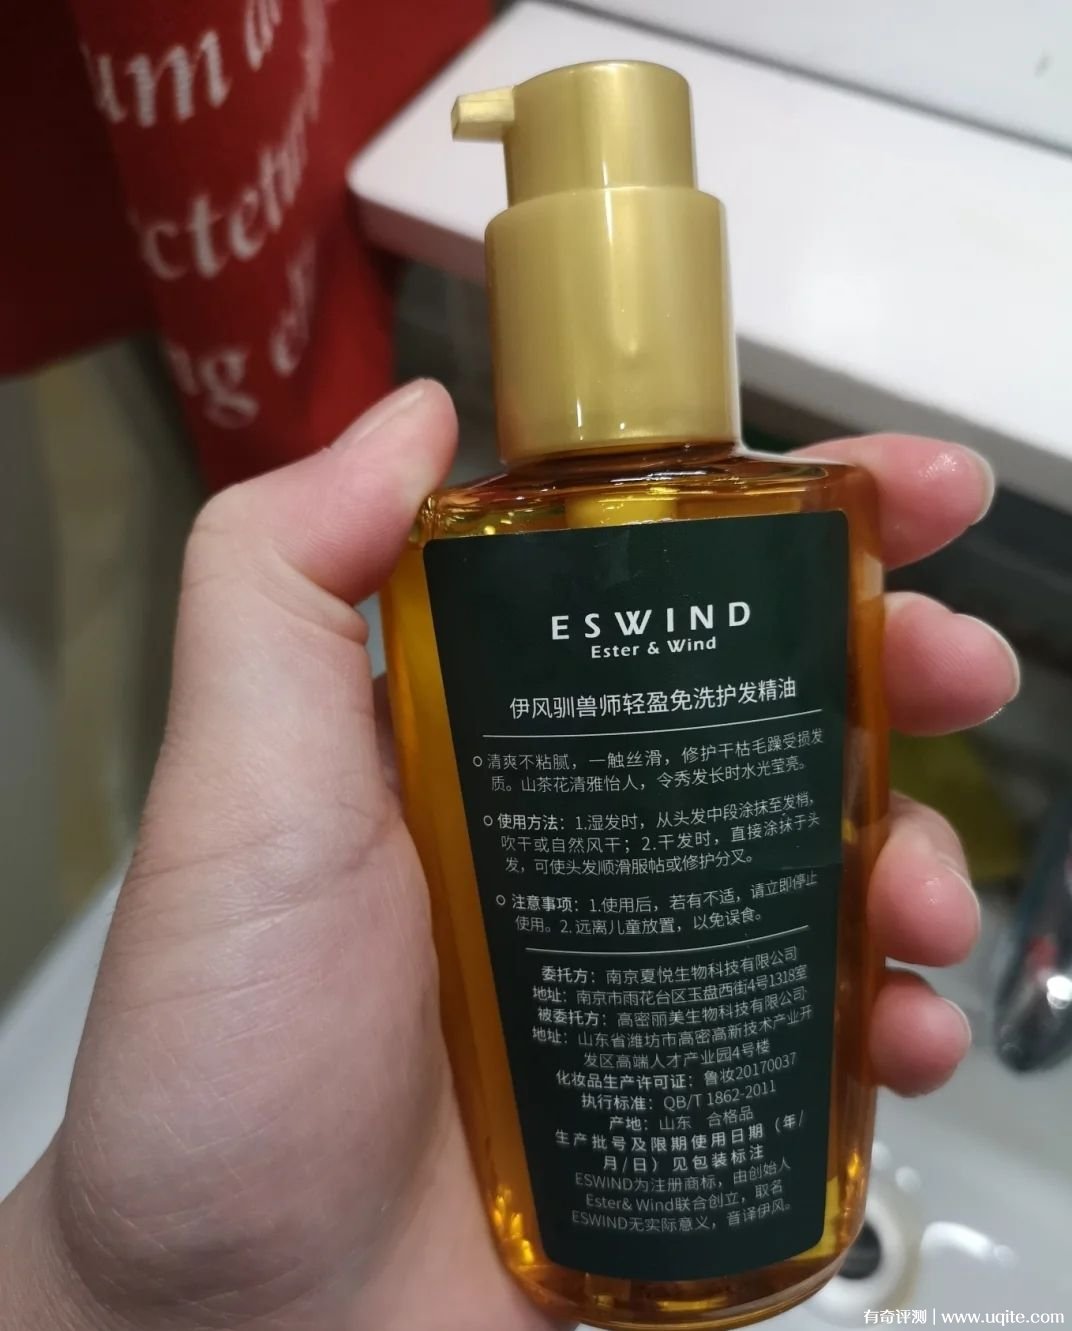 um
ctetu
ng
ESWIND
Ester & Wind
伊风驯兽师轻盈免洗护发精油
清爽不粘腻，一触丝滑，修护干枯毛躁受损发
质。山茶花清雅怡人，令秀发长时水光莹亮。
使用方法：1.湿发时，从头发中段涂抹至发梢，
吹干或自然风干；2.干发时，直接涂抹于头
发，可使头发顺滑服帖或修护分叉。
注意事项：1.使用后，若有不适，请立即停止
使用。2.远离儿童放置，以免误食。
委托方：南京夏悦生物科技有限公司
地址：南京市雨花台区玉盘西街4号1318室
被委托方：高密丽美生物科技有限公司
地址：山东省潍坊市高密高新技术产业开
发区高端人才产业园4号楼
化妆品生产许可证：鲁妆20170037
执行标准：QB/T 1862-2011
产地：山东 合格品
生产批号及限期使用日期（年/
月/日）见包装标注
ESWIND为注册商标，由创始人
Ester& Wind联合创立，取名
ESWIND无实际意义，音译伊风。
有奇评测 | www.uqite.com